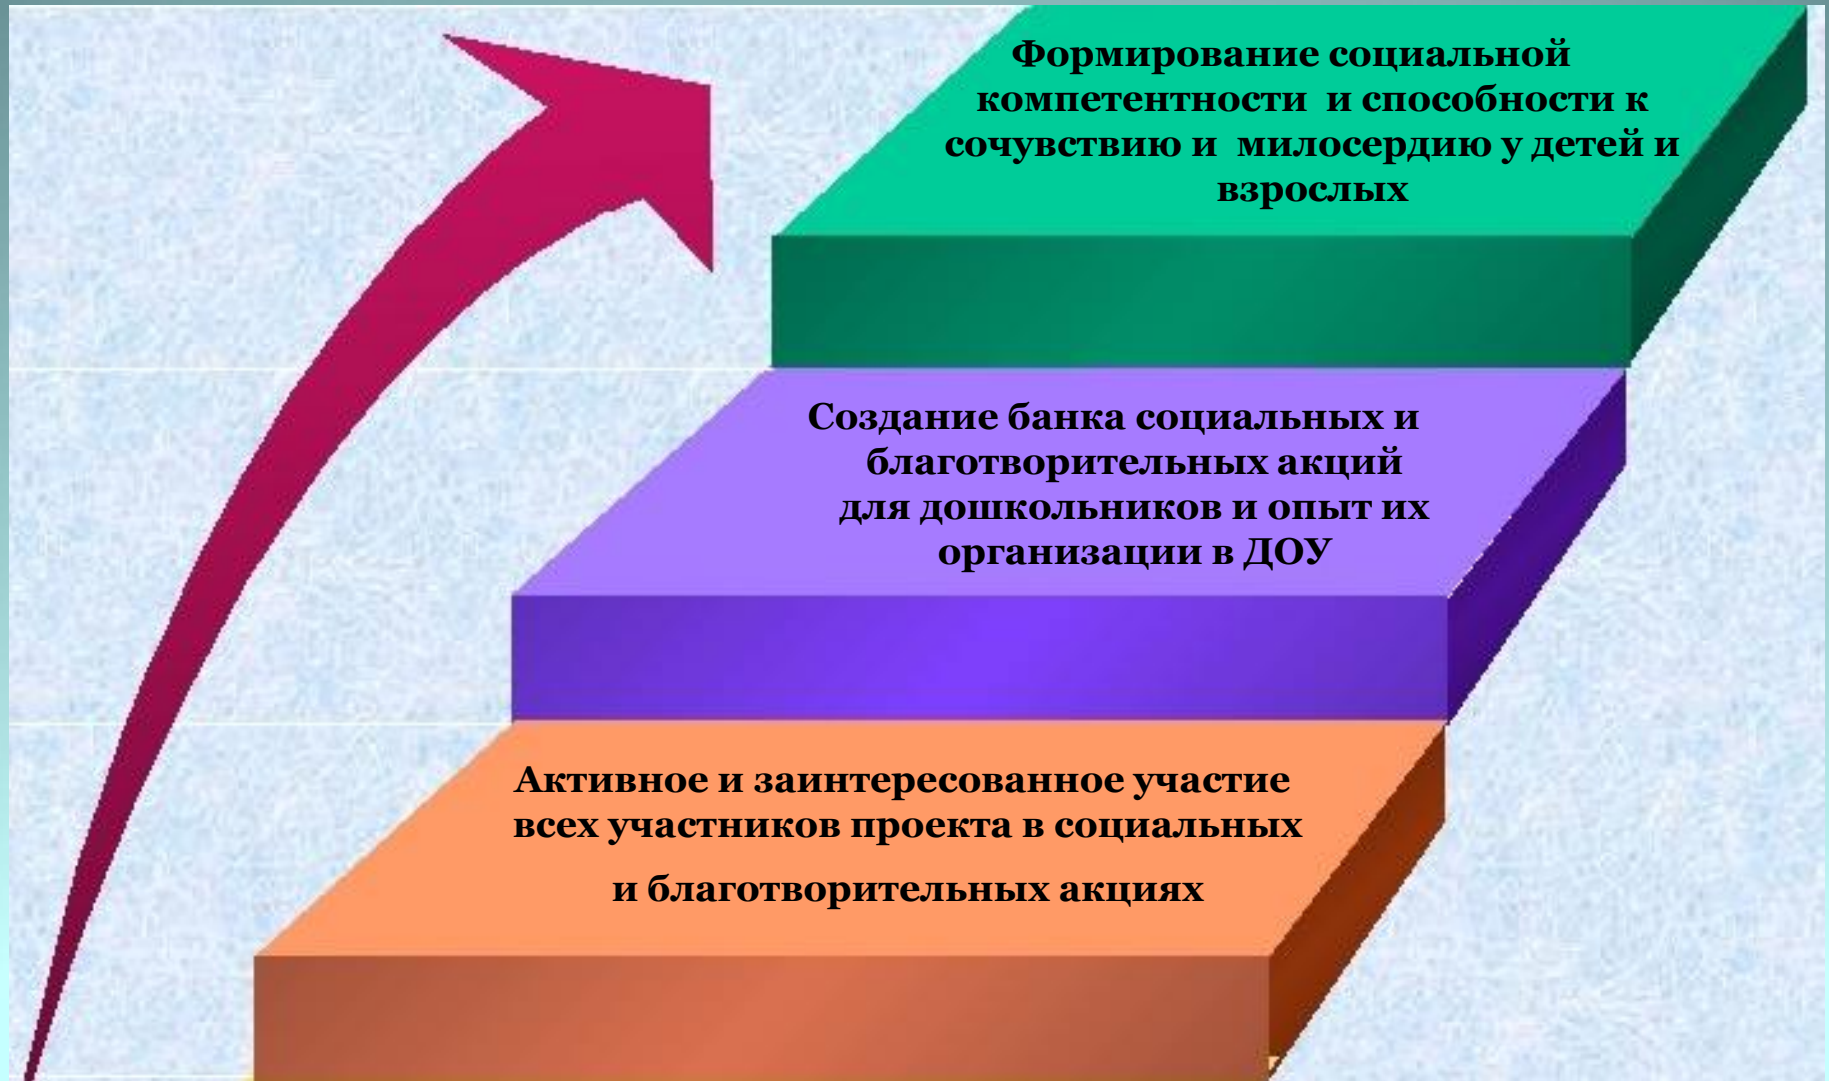 Формирование социальной
компетентности и способности к
сочувствию и милосердию у детей и
взрослых
Создание банка социальных и
благотворительных акций
для дошкольников и опыт их
организации в ДОУ
Активное и заинтересованное участие
всех участников проекта в социальных
и благотворительных акциях